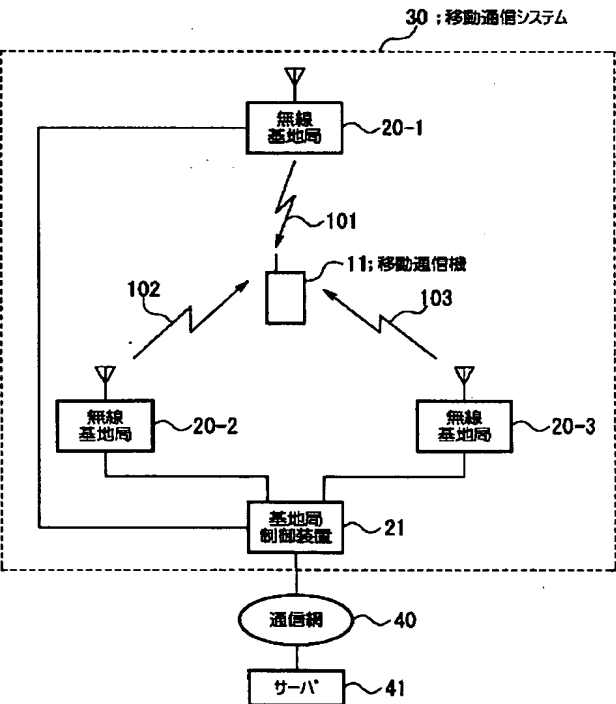 30;移動通信システム
無線
基地局
20-1
101
11;移動通信機
102
103
無線
基地局
20-2
無線
基地局
20-3
基地局
制御装置
21
通信網
40
サーバ
41